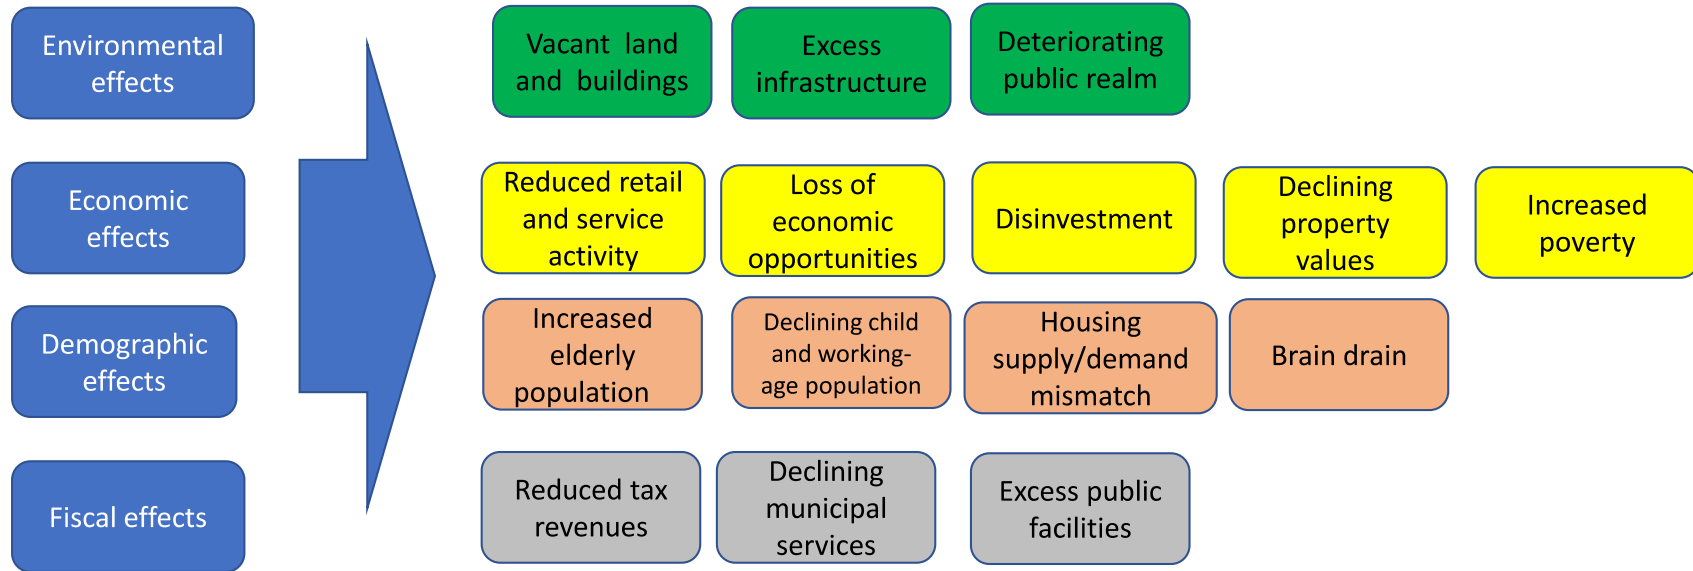 Environmental
effects
Vacant land
and buildings
Excess
infrastructure
Deteriorating
public realm
Economic
effects
Reduced retail
and service
activity
Loss of
economic
opportunities
Disinvestment
Declining
property
values
Increased
poverty
Demographic
effects
Increased
elderly
population
Declining child
and working-
age population
Housing
supply/demand
mismatch
Brain drain
Fiscal effects
Reduced tax
revenues
Declining
municipal
services
Excess public
facilities